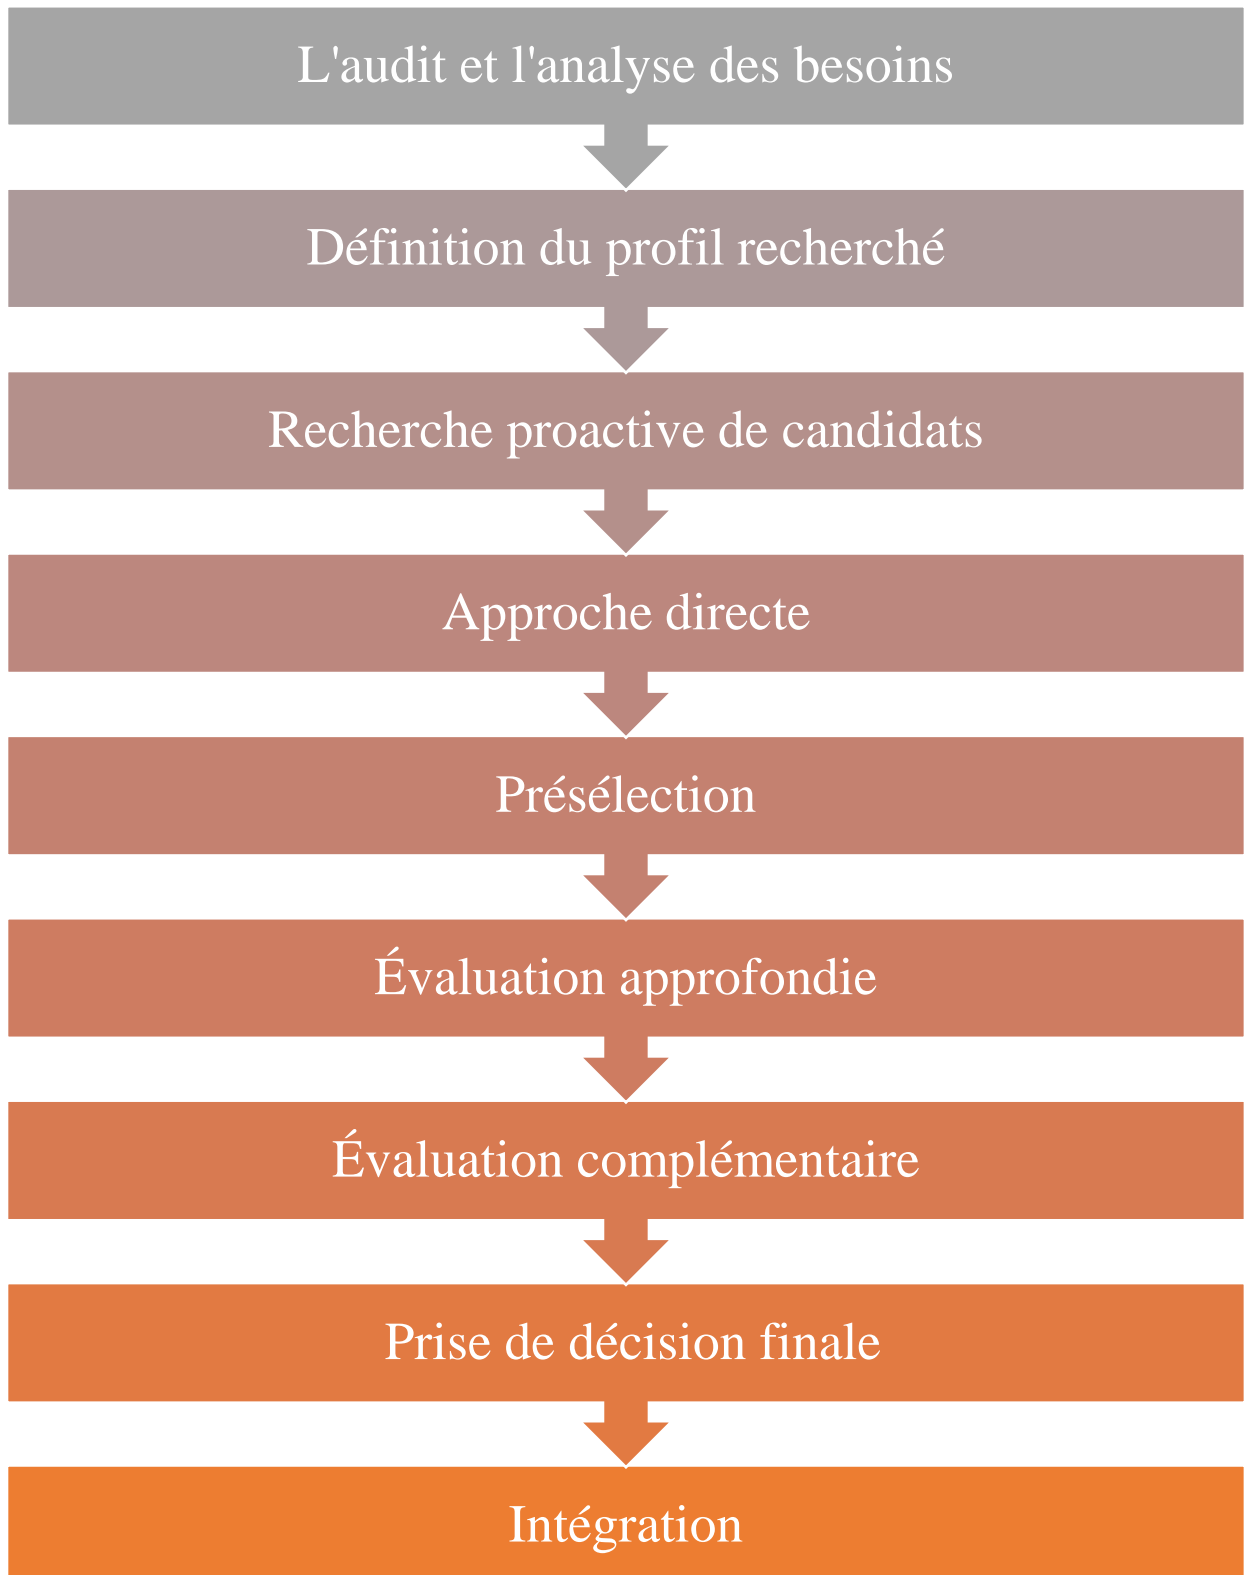 L'audit et l'analyse des besoins
Définition du profil recherché
Recherche proactive de candidats
Approche directe
Présélection
Évaluation approfondie
Évaluation complémentaire
Prise de décision finale
Intégration